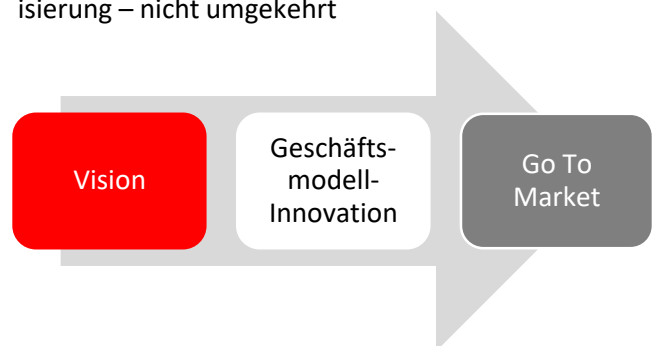 isierung – nicht umgekehrt
Vision
Geschäfts-
modell-
Innovation
Go To
Market